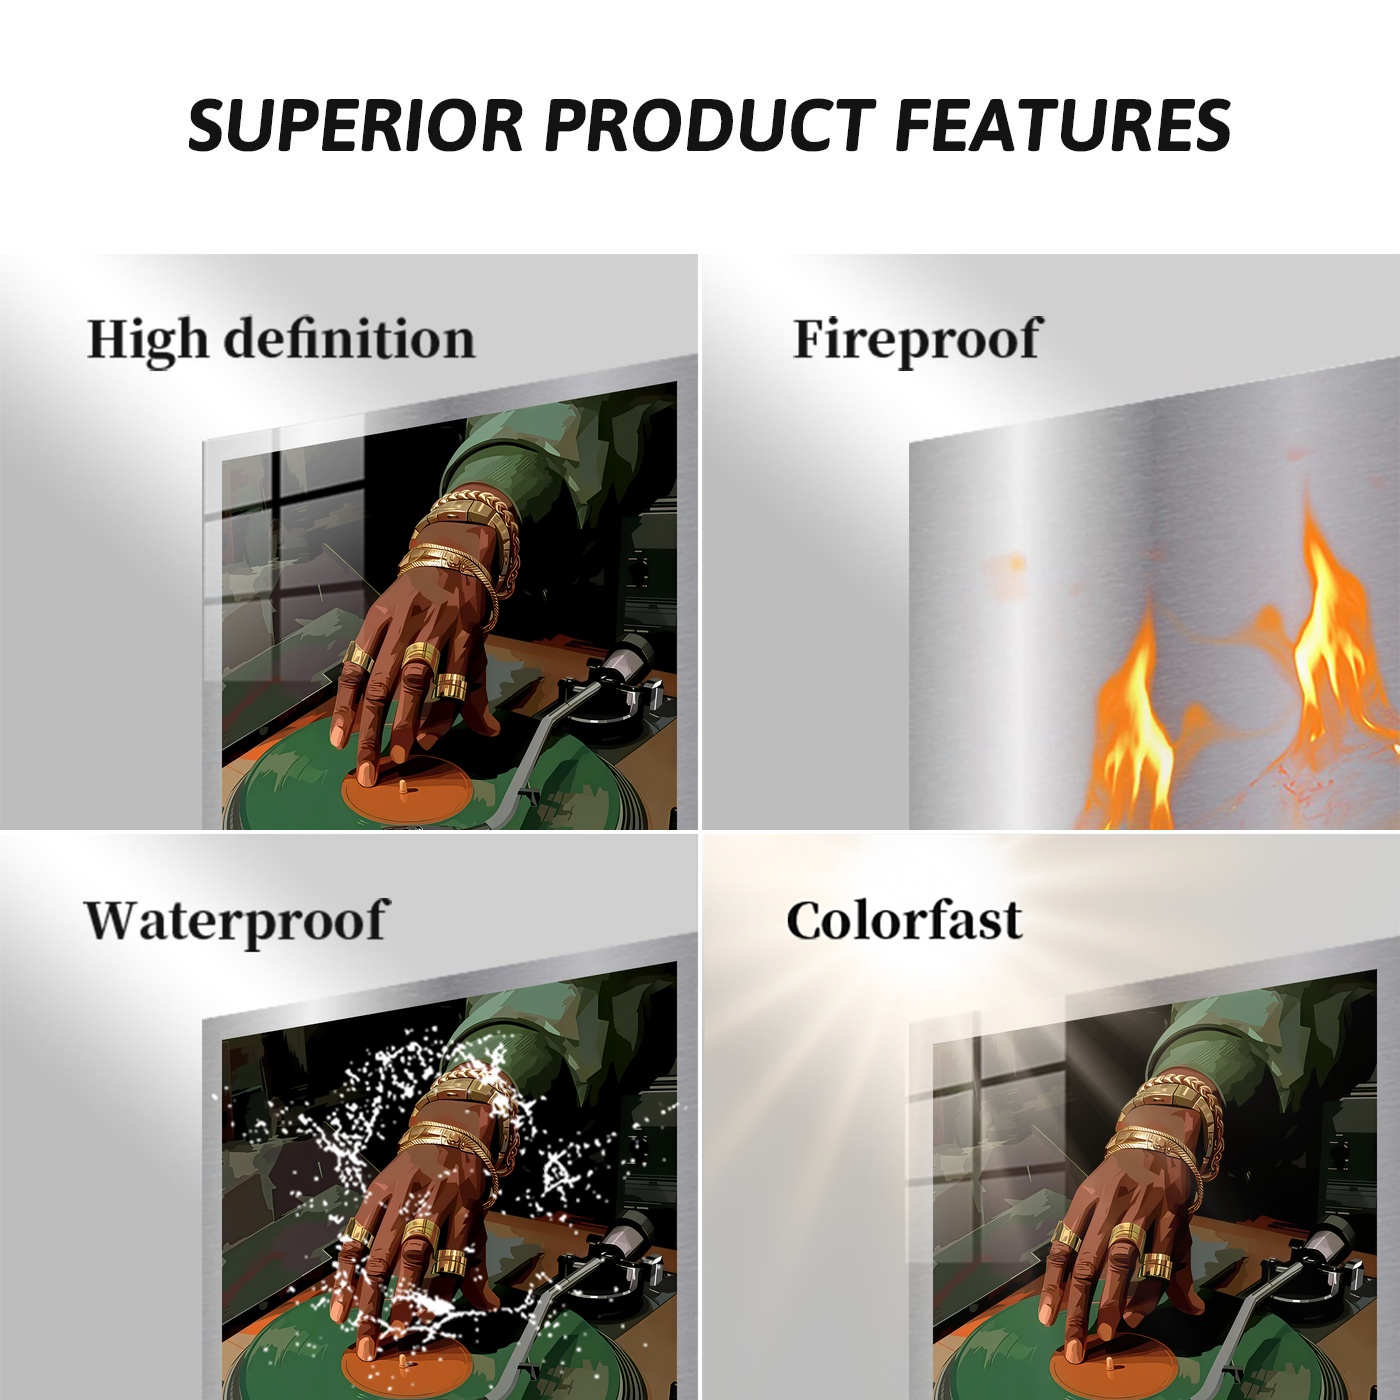 SUPERIOR PRODUCT FEATURES
High definition
Fireproof
Waterproof
Colorfast